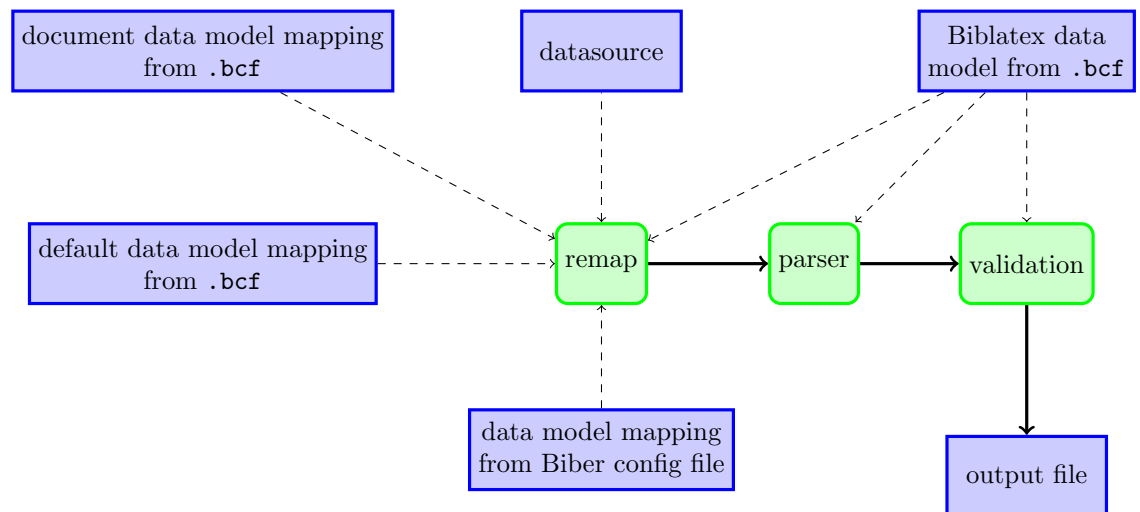 document data model mapping
from .bcf
datasource
Biblatex data
model from .bcf
default data model mapping
from .bcf
remap
parser
validation
data model mapping
from Biber config file
output file